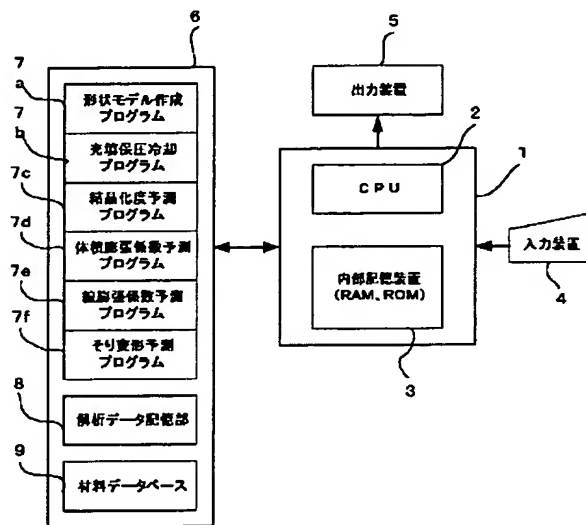 6
7
a
形状モデル作成
プログラム
7
b
充填保圧冷却
プログラム
7c
結晶化度予測
プログラム
7d
体積膨張係数予測
プログラム
7e
線膨張係数予測
プログラム
7f
そり変形予測
プログラム
8
解析データ記憶部
9
材料データベース
5
出力装置
2
1
CPU
内部記憶装置
(RAM、ROM)
3
入力装置
4